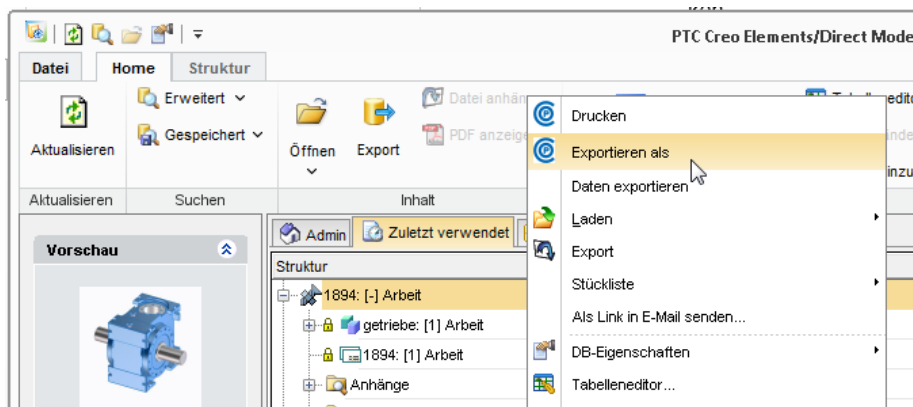 PTC Creo Elements/Direct Mode
Datei Home Struktur
Erweitert
Gespeichert
Aktualisieren
Öffnen
Export
Datei anhän
PDF anzeige
Aktualisieren Suchen Inhalt
Vorschau
Admin Zuletzt verwendet
Struktur
1894: [-] Arbeit
getriebe: [1] Arbeit
1894: [1] Arbeit
Anhänge
Drucken
Exportieren als
Daten exportieren
Laden
Export
Stückliste
Als Link in E-Mail senden...
DB-Eigenschaften
Tabelleneditor...